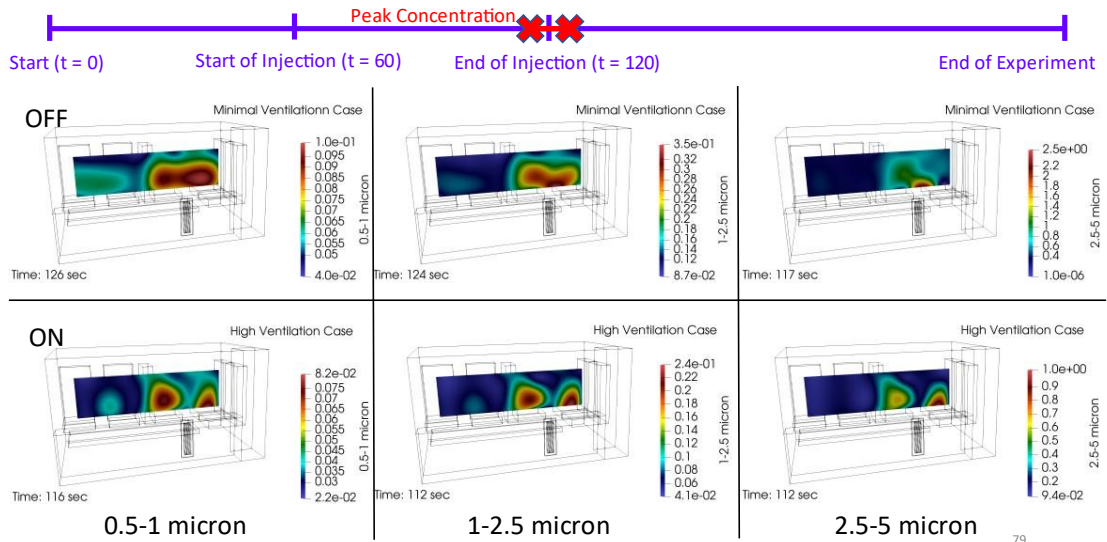 Peak Concentration
Start (t = 0)
Start of Injection (t = 60)
End of Injection (t = 120)
End of Experiment
OFF
Minimal Ventilationn Case
1.0e-01
0.095
0.09
0.085
0.08
0.075
0.07
0.065
0.06
0.055
0.05
4.0e-02
0.5-1 micron
Time: 126 sec
Minimal Ventilationn Case
3.5e-01
0.32
0.3
0.28
0.26
0.24
0.22
0.2
0.18
0.16
0.14
0.12
8.7e-02
1-2.5 micron
Time: 124 sec
Minimal Ventilationn Case
2.5e+00
2.2
2
1.8
1.6
1.4
1.2
1
0.8
0.6
0.4
1.0e-06
2.5-5 micron
Time: 117 sec
ON
High Ventilation Case
8.2e-02
0.075
0.07
0.065
0.06
0.055
0.05
0.045
0.04
0.035
0.03
2.2e-02
0.5-1 micron
Time: 116 sec
High Ventilation Case
2.4e-01
0.22
0.2
0.18
0.16
0.14
0.12
0.1
0.08
0.06
4.1e-02
1-2.5 micron
Time: 112 sec
High Ventilation Case
1.0e+00
0.9
0.8
0.7
0.6
0.5
0.4
0.3
0.2
9.4e-02
2.5-5 micron
Time: 112 sec
0.5-1 micron
1-2.5 micron
2.5-5 micron
79